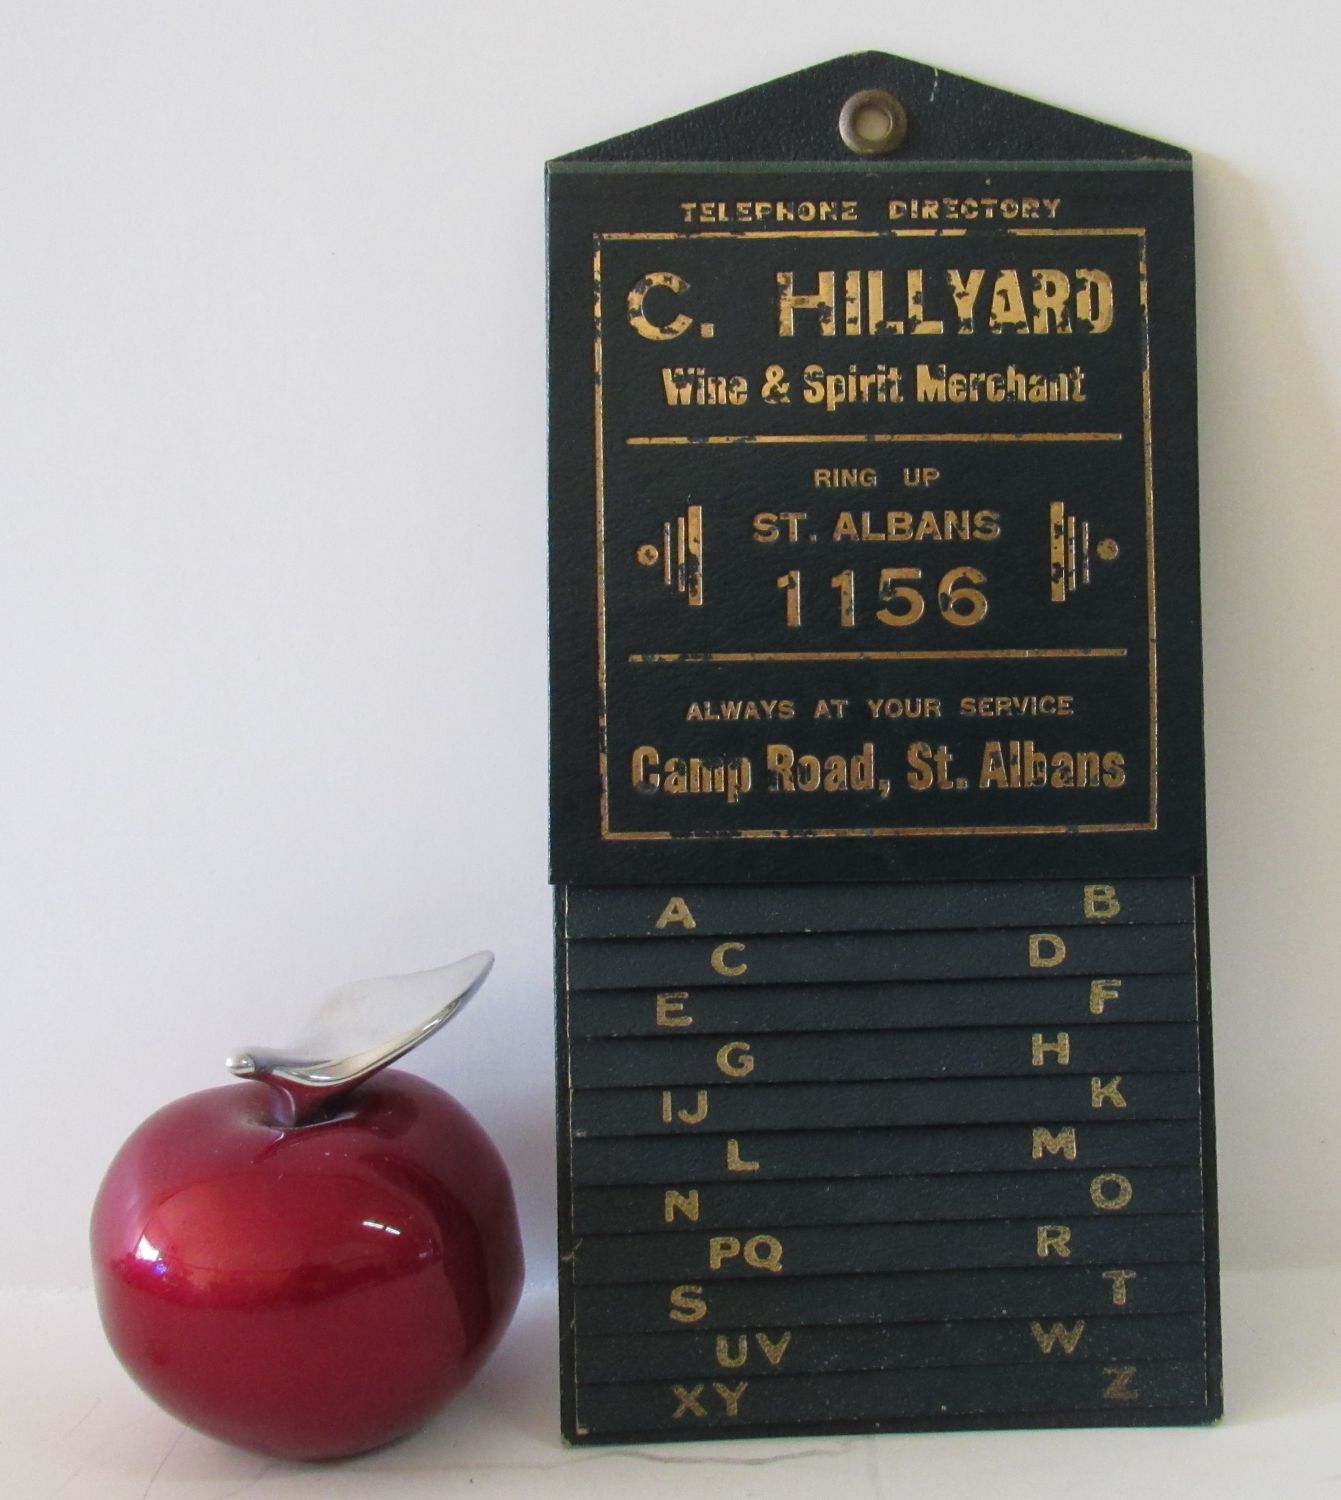 TELEPHONE DIRECTORY
C. HILLYARD
Wine & Spirit Merchant
RING UP
ST. ALBANS
1156
ALWAYS AT YOUR SERVICE
Camp Road, St. Albans
A B
C D
E F
G H
IJ K
L M
N O
PQ R
S T
UV W
XY Z